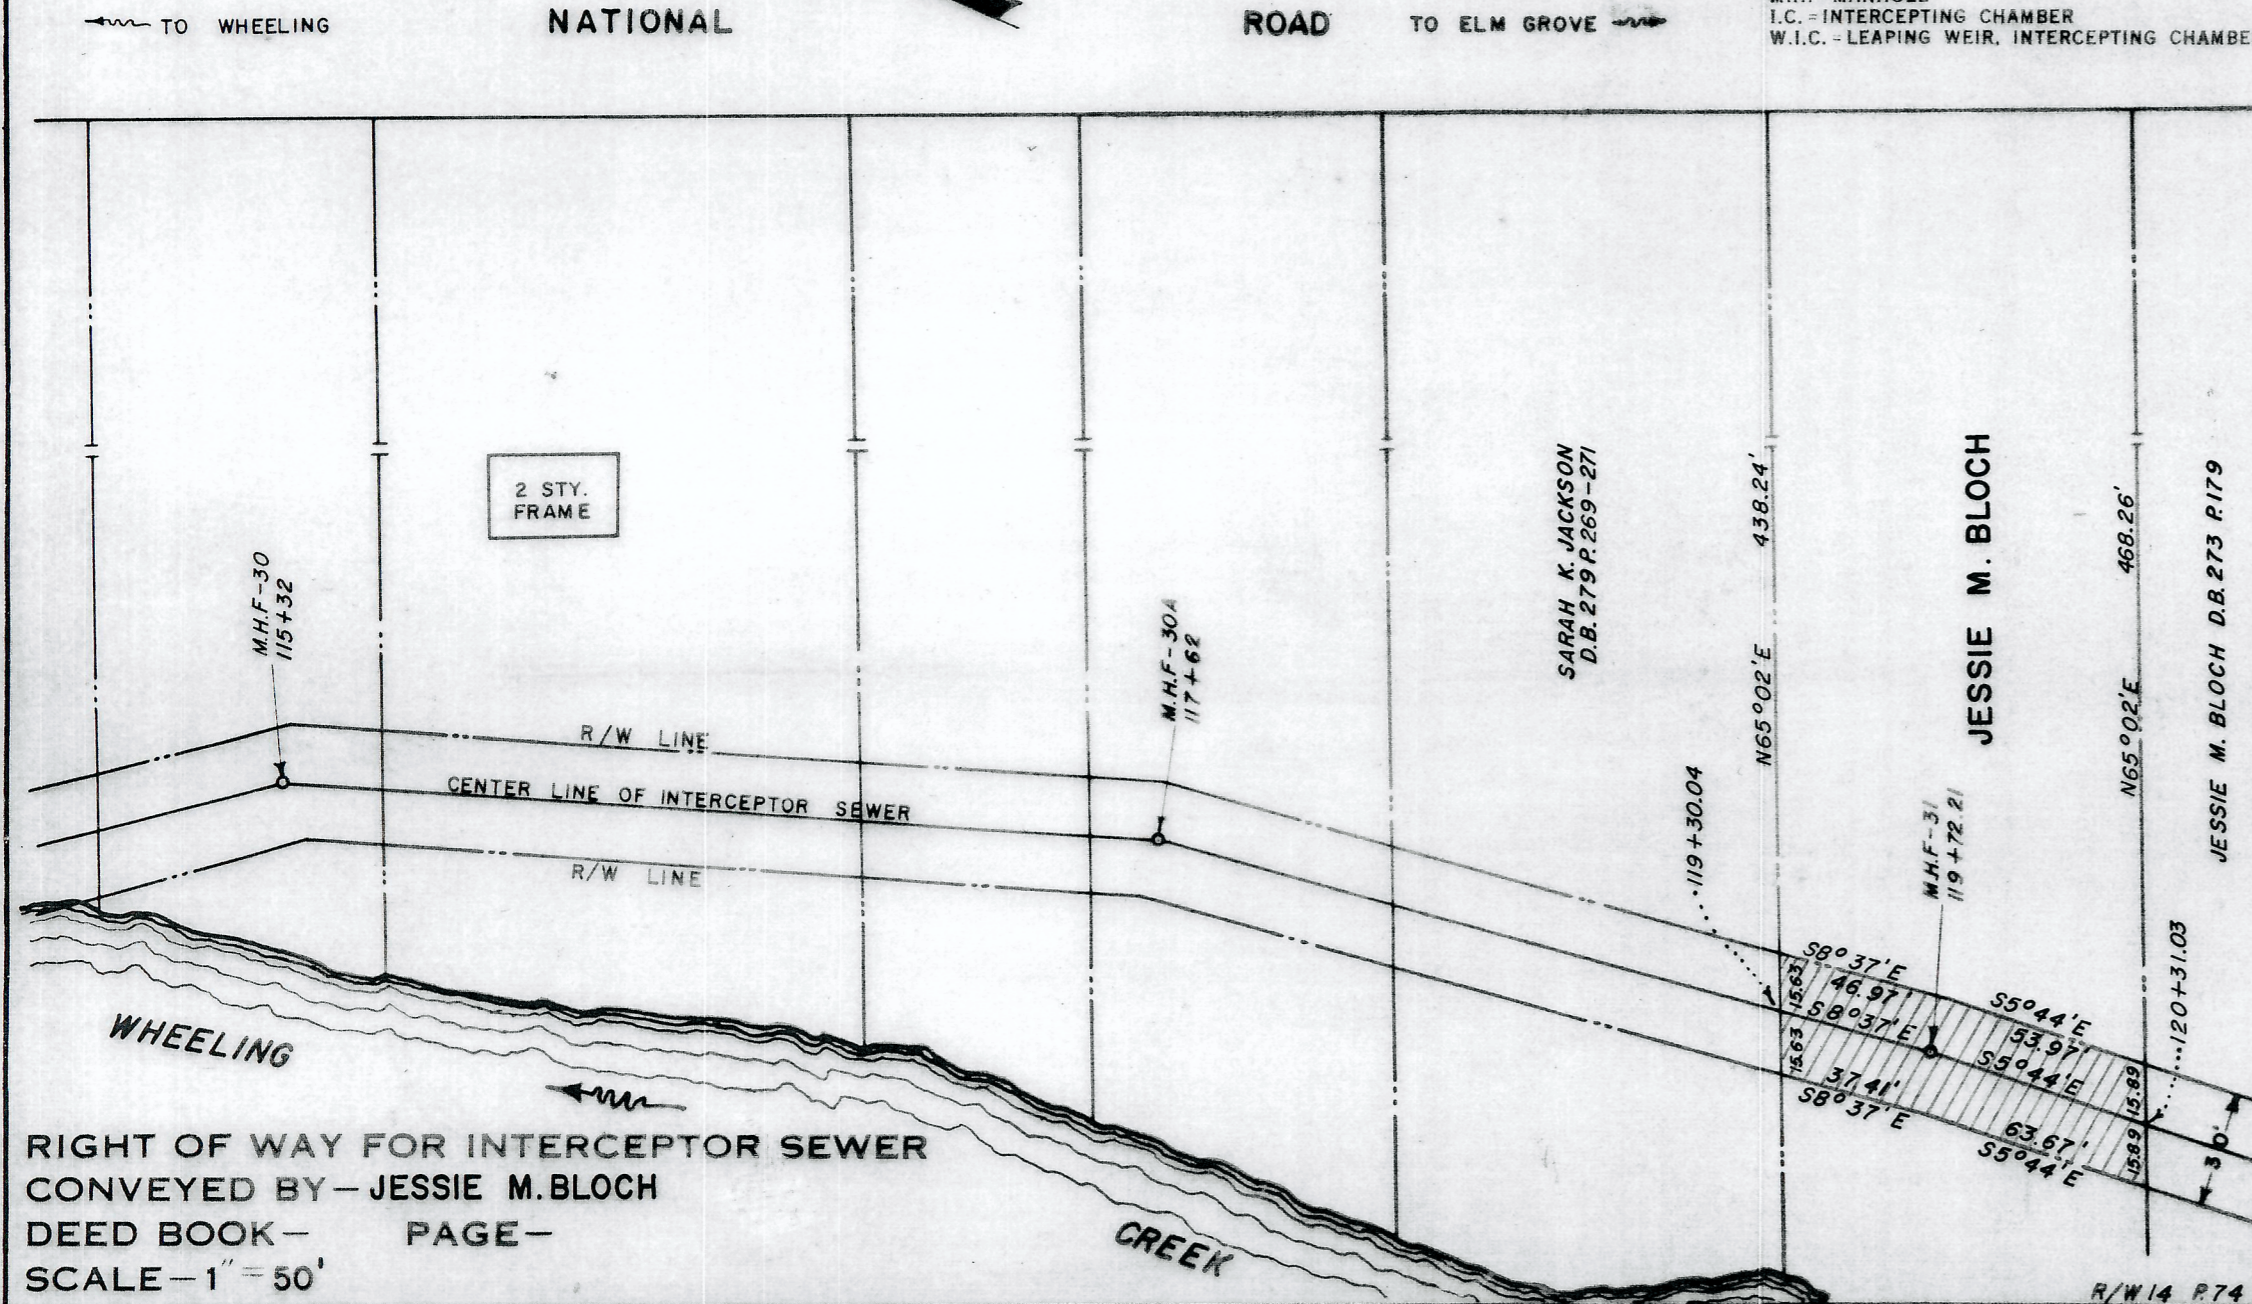 TO WHEELING
NATIONAL
ROAD
TO ELM GROVE
I.C. = INTERCEPTING CHAMBER
W.I.C. = LEAPING WEIR, INTERCEPTING CHAMBE
2 STY.
FRAME
M.H.F-30
115+32
M.H.F-30A
117+62
SARAH K. JACKSON
D.B. 279 P. 269-271
438.24'
N65°02'E
JESSIE M. BLOCH
468.26'
N65°02'E
JESSIE M. BLOCH D.B. 273 P. 179
R/W LINE
CENTER LINE OF INTERCEPTOR SEWER
R/W LINE
119+30.04
M.H.F-31
119+72.21
120+31.03
S8°37'E
46.97'
S8°37'E
15.63
15.63
37.41'
S8°37'E
S5°44'E
53.97'
S5°44'E
63.67'
S5°44'E
15.89
15.89
30'
WHEELING
CREEK
RIGHT OF WAY FOR INTERCEPTOR SEWER
CONVEYED BY – JESSIE M. BLOCH
DEED BOOK – PAGE –
SCALE – 1" = 50'
R/W 14 P. 74